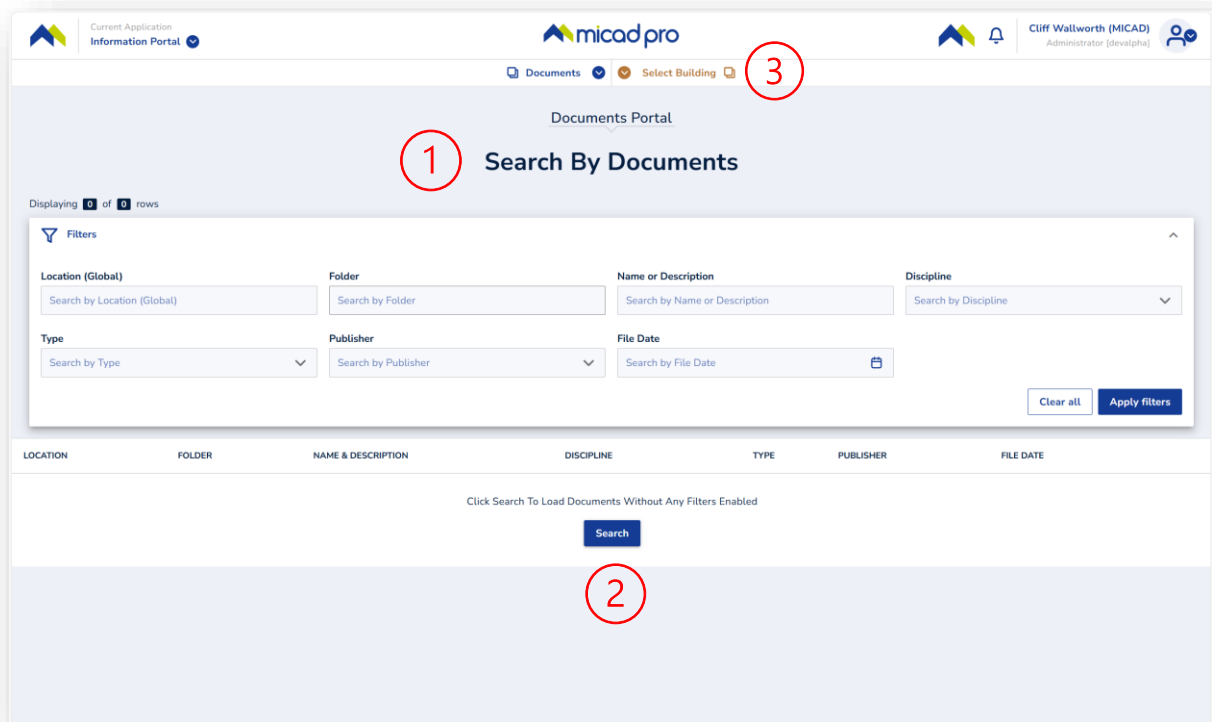 Current Application
Information Portal
micad pro
Cliff Wallworth (MICAD)
Administrator [devalpha]
Documents Select Building 3
Documents Portal
1 Search By Documents
Displaying 0 of 0 rows
Filters
Location (Global) Folder Name or Description Discipline
Search by Location (Global) Search by Folder Search by Name or Description Search by Discipline
Type Publisher File Date
Search by Type Search by Publisher Search by File Date
Clear all Apply filters
LOCATION FOLDER NAME & DESCRIPTION DISCIPLINE TYPE PUBLISHER FILE DATE
Click Search To Load Documents Without Any Filters Enabled
Search
2